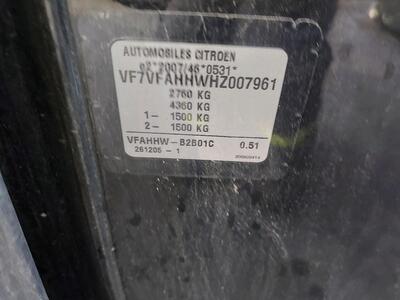 AUTOMOBILES CITROEN
e2*2007/46*0531*
VF7VFAHHWHZ007961
2760 KG
4360 KG
1- 1500 KG
2- 1500 KG
VFAHHW-B2B01C 0.51
261205 - 1